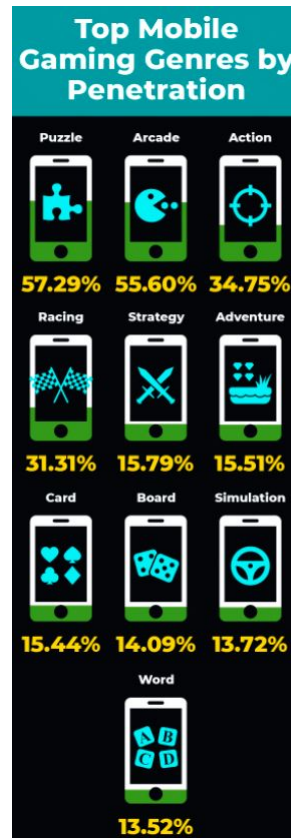 Top Mobile
Gaming Genres by
Penetration
Puzzle Arcade Action
57.29% 55.60% 34.75%
Racing Strategy Adventure
31.31% 15.79% 15.51%
Card Board Simulation
15.44% 14.09% 13.72%
Word
A B
C D
13.52%